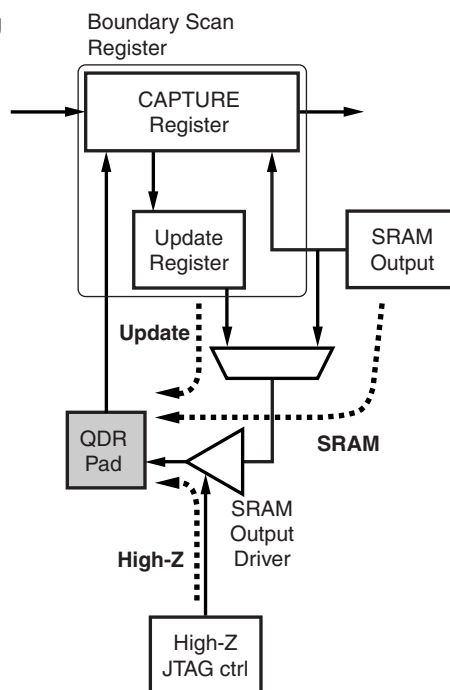 Boundary Scan
Register
CAPTURE
Register
Update
Register
SRAM
Output
Update
SRAM
QDR
Pad
SRAM
Output
Driver
High-Z
High-Z
JTAG ctrl